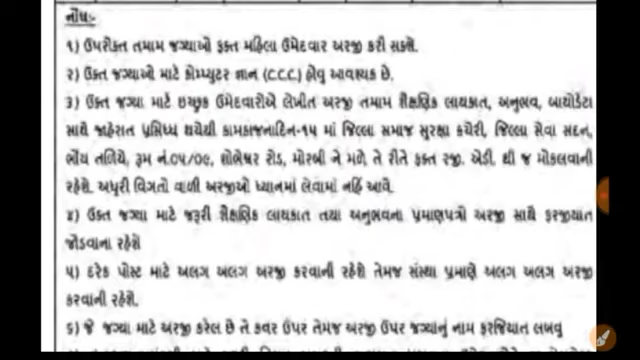 નોંધઃ
૧) ઉપરોક્ત તમામ જગ્યાઓ ફક્ત મહિલા ઉમેદવાર અરજી કરી સકશે.
૨) ઉક્ત જગ્યાઓ માટે કોમ્પ્યુટર જ્ઞાન (CCC) હોવુ આવશ્યક છે.
૩) ઉક્ત જગ્યા માટે ઇચ્છુક ઉમેદવારોએ લેખીત અરજી તમામ શૈક્ષણિક લાયકાત, અનુભવ, બાયોડેટા
સાથે જાહેરાત પ્રસિધ્ધ થયેથી કામકાજનાદિન-૧૫ માં જિલ્લા સમાજ સુરક્ષા કચેરી, જિલ્લા સેવા સદન,
ભોંય તળિયે, રૂમ નં.૦૫/૦૯, શોભેશ્વર રોડ, મોરબી ને મળે તે રીતે ફક્ત રજી. એડી. થી જ મોકલવાની
રહેશે. અધૂરી વિગતો વાળી અરજીઓ ધ્યાનમાં લેવામાં નહિં આવે.
૪) ઉક્ત જગ્યા માટે જરૂરી શૈક્ષણિક લાયકાત તથા અનુભવના પ્રમાણપત્રો અરજી સાથે ફરજીયાત
જોડવાના રહેશે
૫) દરેક પોસ્ટ માટે અલગ અલગ અરજી કરવાની રહેશે તેમજ સંસ્થા પ્રમાણે અલગ અલગ અરજી
કરવાની રહેશે.
૬) જે જગ્યા માટે અરજી કરેલ છે તે કવર ઉપર તેમજ અરજી ઉપર જગ્યાનું નામ ફરજિયાત લખવુ